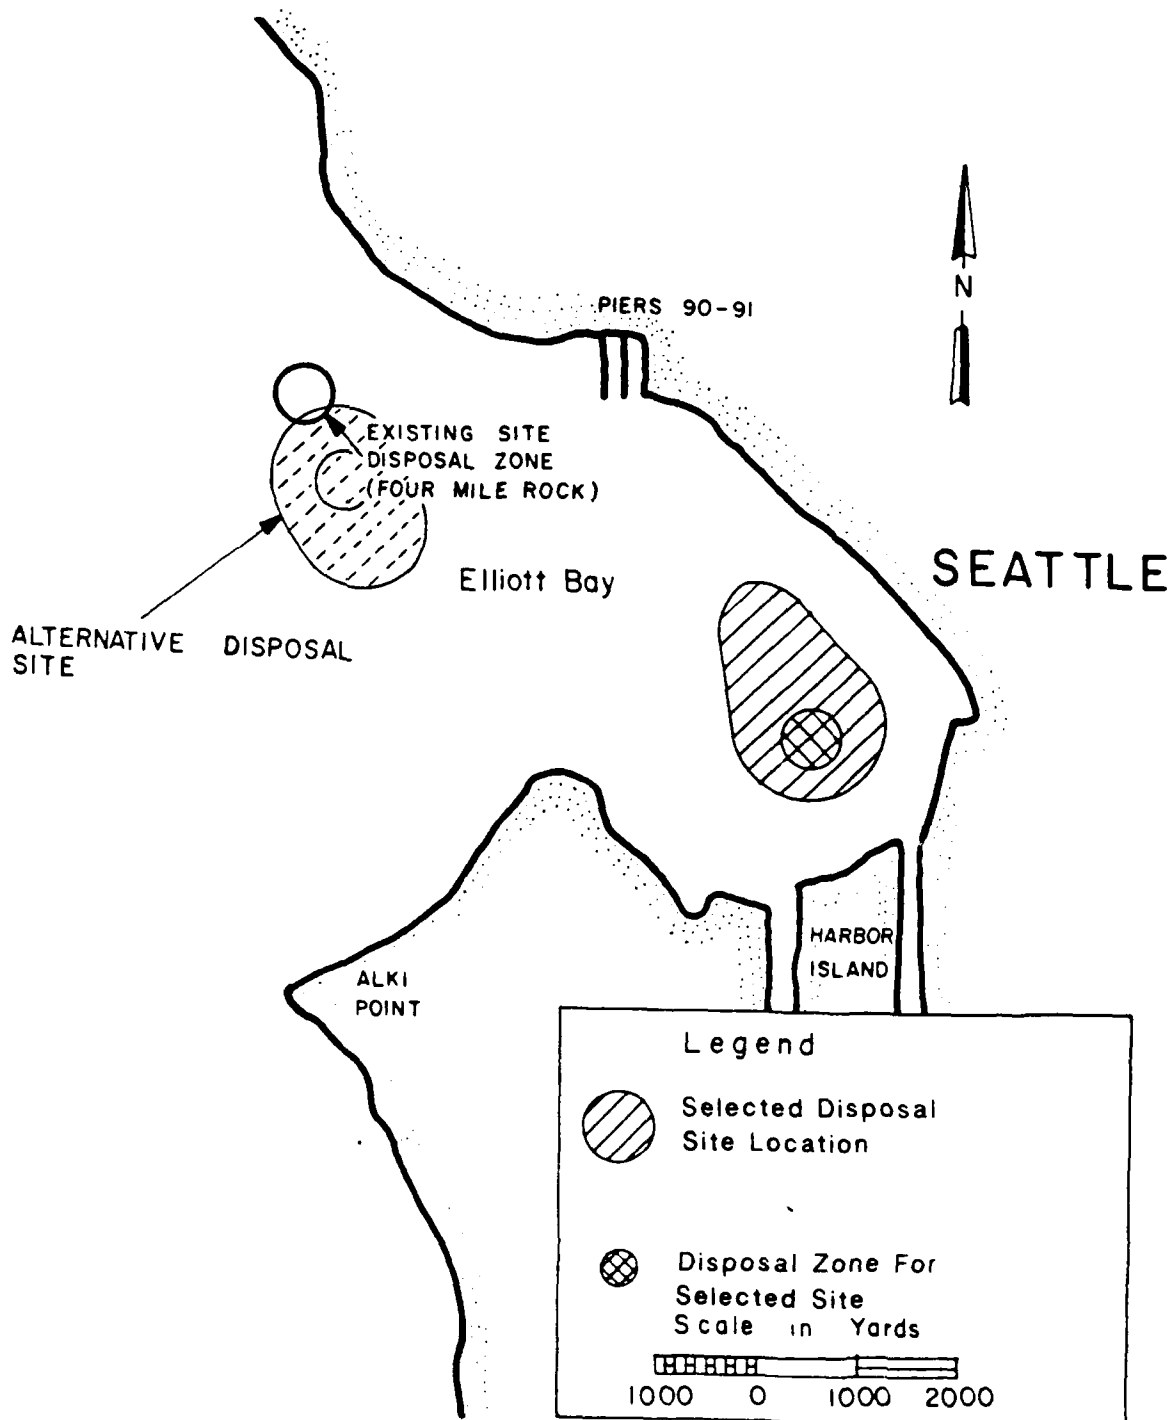 PIERS 90-91
N
EXISTING SITE
DISPOSAL ZONE
(FOUR MILE ROCK)
SEATTLE
Elliott Bay
ALTERNATIVE DISPOSAL
SITE
HARBOR
ISLAND
ALKI
POINT
Legend
Selected Disposal
Site Location
Disposal Zone For
Selected Site
Scale in Yards
1000 0 1000 2000